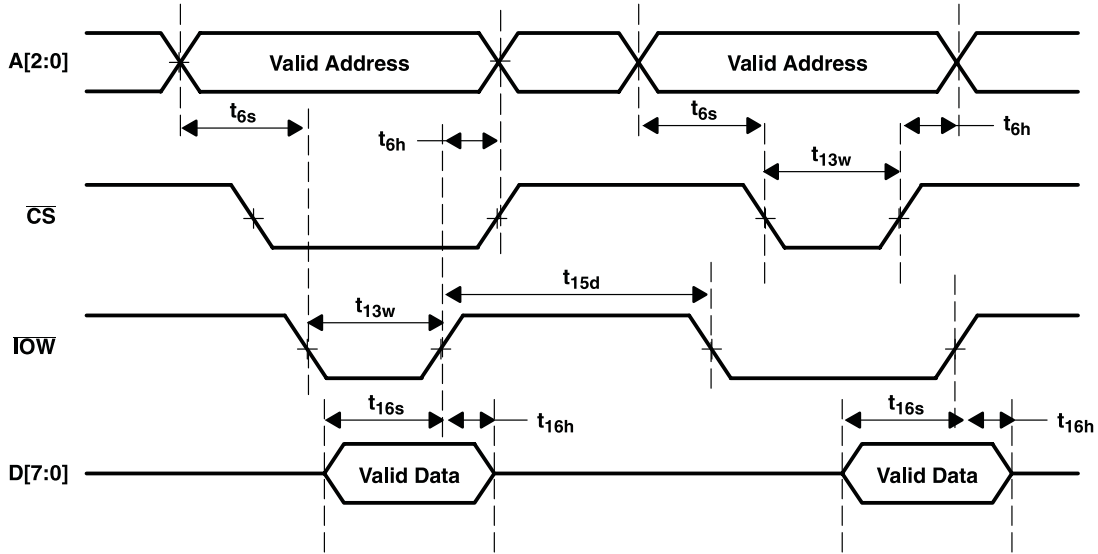 A[2:0]
Valid Address
Valid Address
t6s
t6h
t6s
t6h
t13w
CS
t15d
t13w
IOW
t16s
t16h
t16s
t16h
D[7:0]
Valid Data
Valid Data